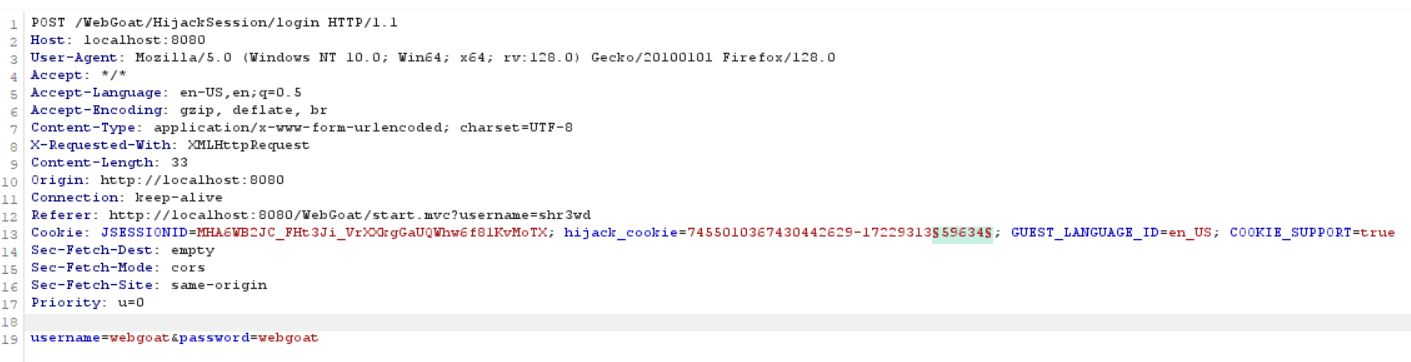 1 POST /WebGoat/HijackSession/login HTTP/1.1
2 Host: localhost:8080
3 User-Agent: Mozilla/5.0 (Windows NT 10.0; Win64; x64; rv:128.0) Gecko/20100101 Firefox/128.0
4 Accept: */*
5 Accept-Language: en-US,en;q=0.5
6 Accept-Encoding: gzip, deflate, br
7 Content-Type: application/x-www-form-urlencoded; charset=UTF-8
8 X-Requested-With: XMLHttpRequest
9 Content-Length: 33
10 Origin: http://localhost:8080
11 Connection: keep-alive
12 Referer: http://localhost:8080/WebGoat/start.mvc?username=shr3wd
13 Cookie: JSESSIONID=MHA6WB2JC_FHt3Ji_VrXXkgGaUQWhw6f81KvMoTX; hijack_cookie=7455010367430442629-17229313§59634§; GUEST_LANGUAGE_ID=en_US; COOKIE_SUPPORT=true
14 Sec-Fetch-Dest: empty
15 Sec-Fetch-Mode: cors
16 Sec-Fetch-Site: same-origin
17 Priority: u=0
18
19 username=webgoat&password=webgoat